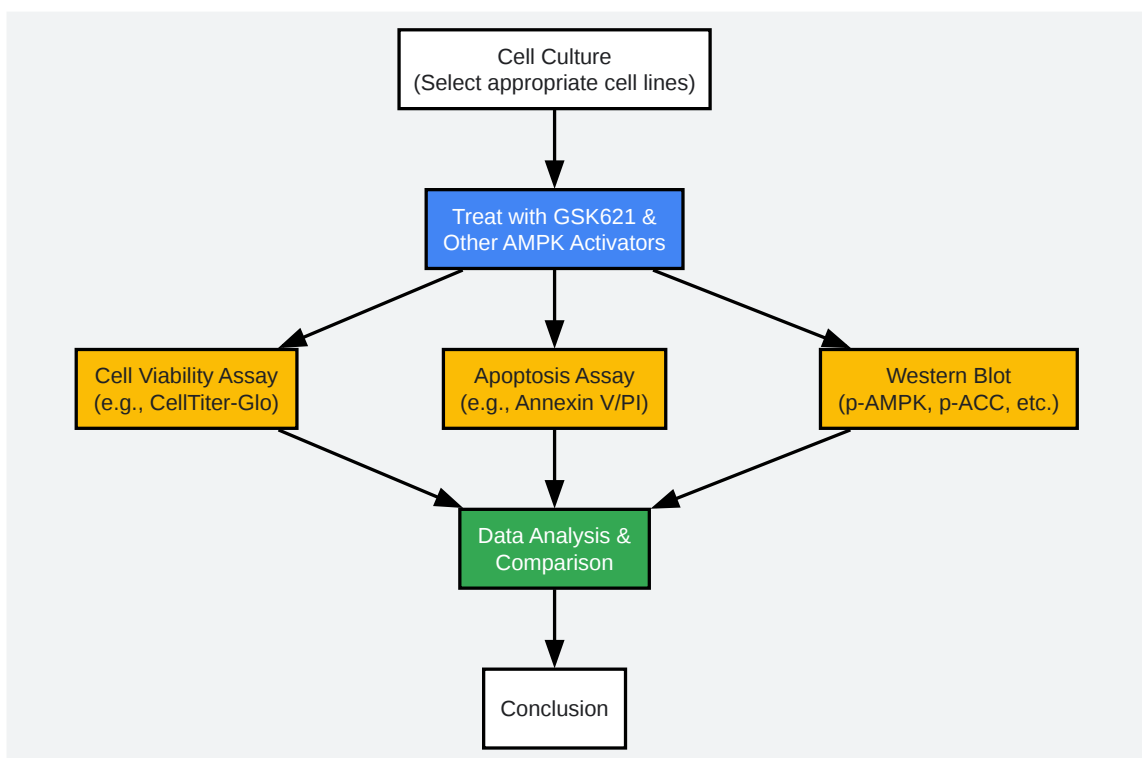 Cell Culture
(Select appropriate cell lines)
Treat with GSK621 &
Other AMPK Activators
Cell Viability Assay
(e.g., CellTiter-Glo)
Apoptosis Assay
(e.g., Annexin V/PI)
Western Blot
(p-AMPK, p-ACC, etc.)
Data Analysis &
Comparison
Conclusion